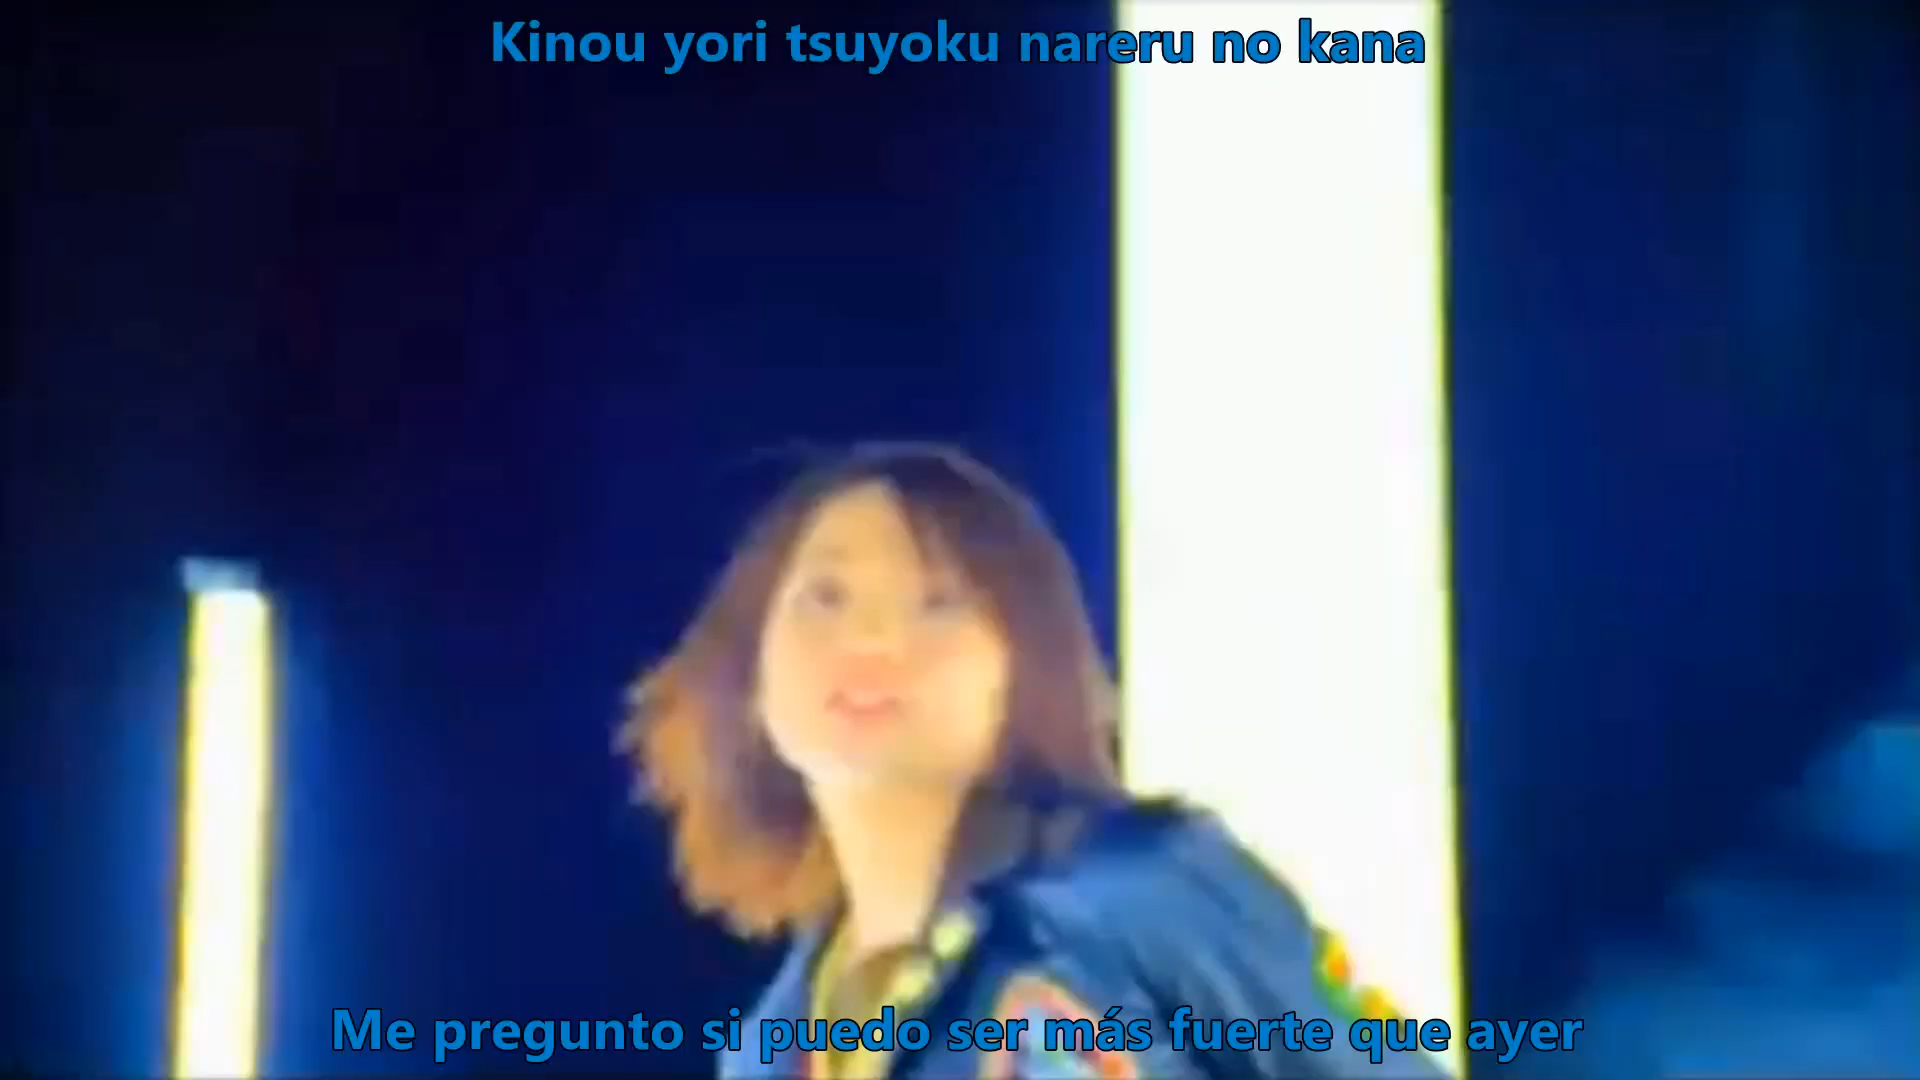 Kinou yori tsuyoku nareru no kana
Me pregunto si puedo ser más fuerte que ayer